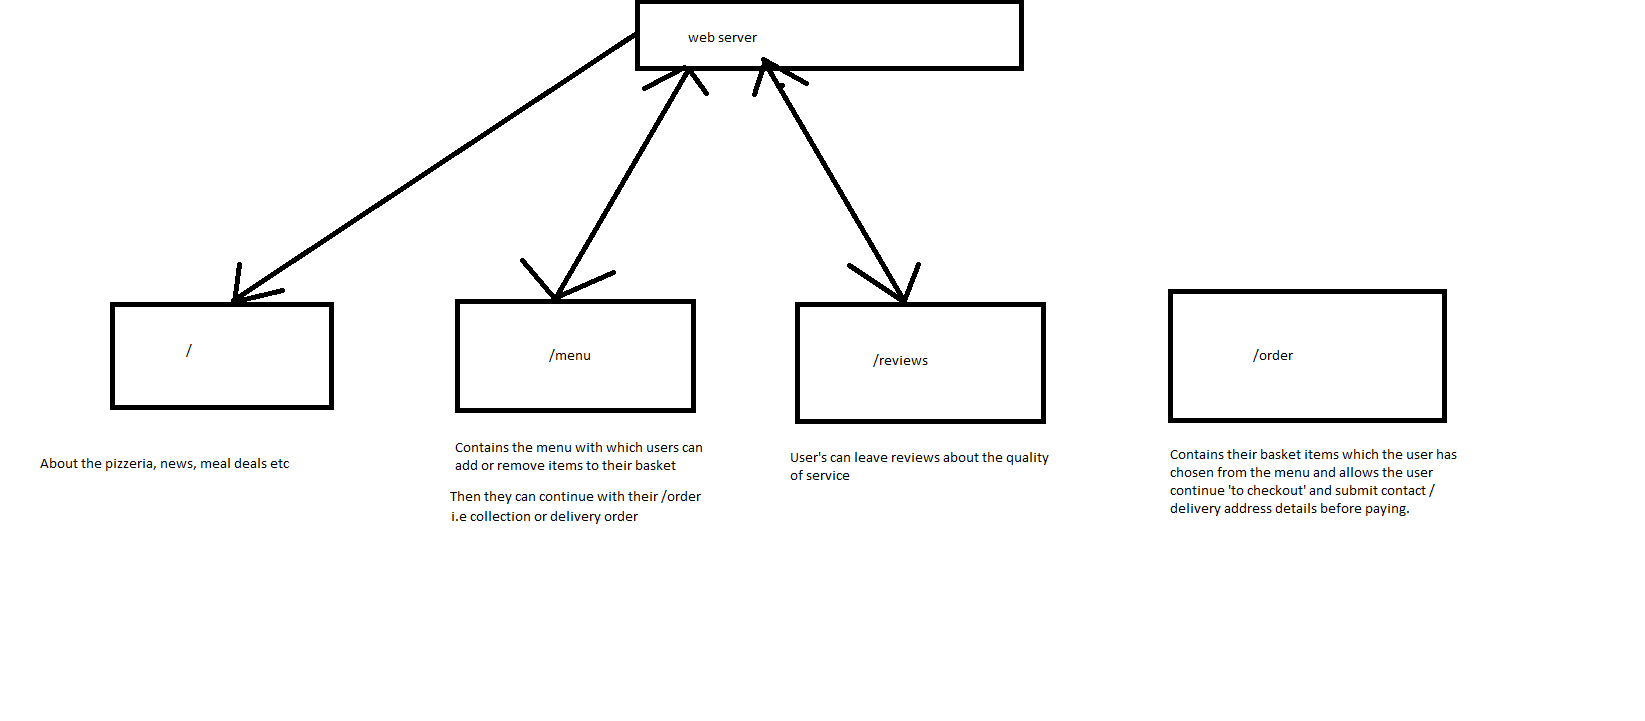 web server
/
/menu
/reviews
/order
About the pizzeria, news, meal deals etc
Contains the menu with which users can
add or remove items to their basket
Then they can continue with their /order
i.e collection or delivery order
User's can leave reviews about the quality
of service
Contains their basket items which the user has
chosen from the menu and allows the user
continue 'to checkout' and submit contact /
delivery address details before paying.